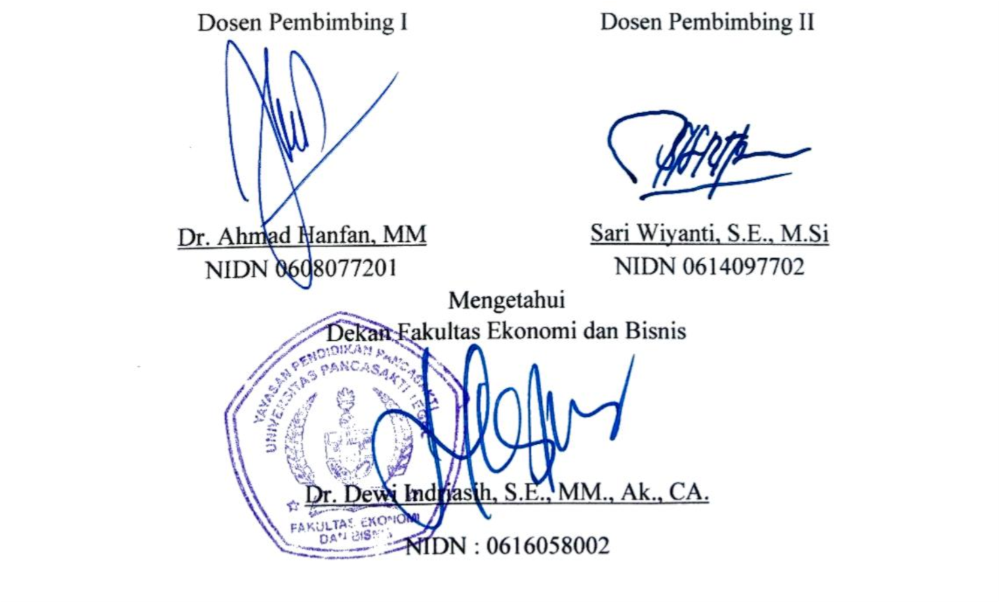 Dosen Pembimbing I
Dosen Pembimbing II
Dr. Ahmad Hanfan, MM
NIDN 0608077201
Sari Wiyanti, S.E., M.Si
NIDN 0614097702
Mengetahui
Dekan Fakultas Ekonomi dan Bisnis
YAYASAN PENDIDIKAN PANCASAKTI
UNIVERSITAS PANCASAKTI TEGAL
Dr. Dewi Indriasih, S.E., MM., Ak., CA.
FAKULTAS EKONOMI
DAN BISNIS
NIDN : 0616058002